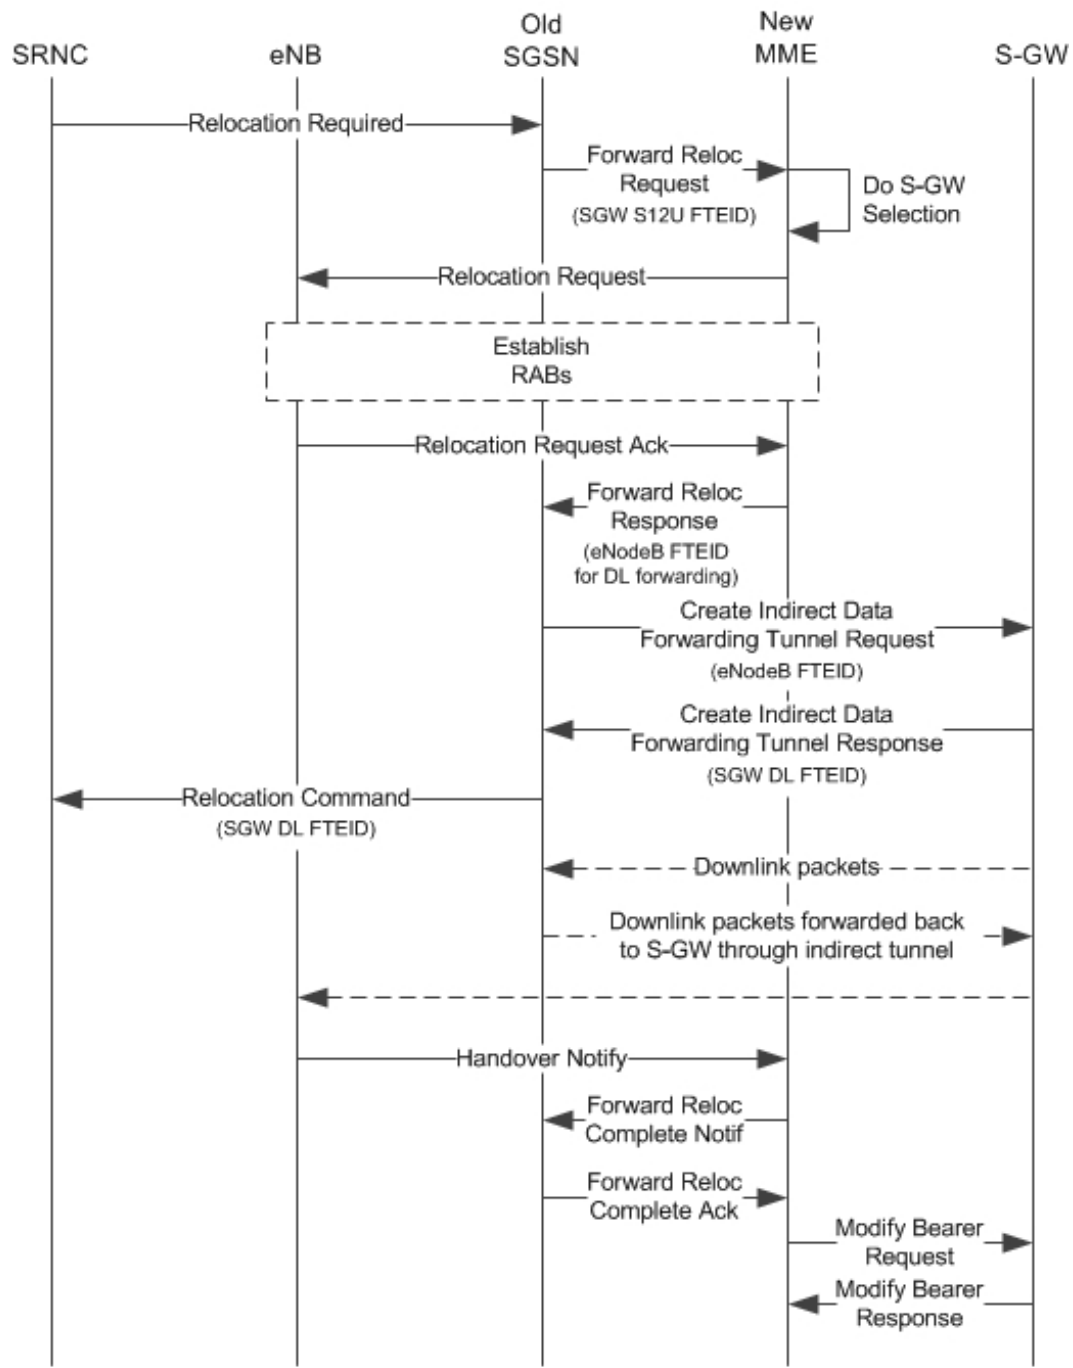 Old
New
SRNC
eNB
SGSN
MME
S-GW
Relocation Required
Forward Reloc
Request
(SGW S12U FTEID)
Do S-GW
Selection
Relocation Request
Establish
RABs
Relocation Request Ack
Forward Reloc
Response
(eNodeB FTEID
for DL forwarding)
Create Indirect Data
Forwarding Tunnel Request
(eNodeB FTEID)
Create Indirect Data
Forwarding Tunnel Response
(SGW DL FTEID)
Relocation Command
(SGW DL FTEID)
Downlink packets
Downlink packets forwarded back
to S-GW through indirect tunnel
Handover Notify
Forward Reloc
Complete Notif
Forward Reloc
Complete Ack
Modify Bearer
Request
Modify Bearer
Response